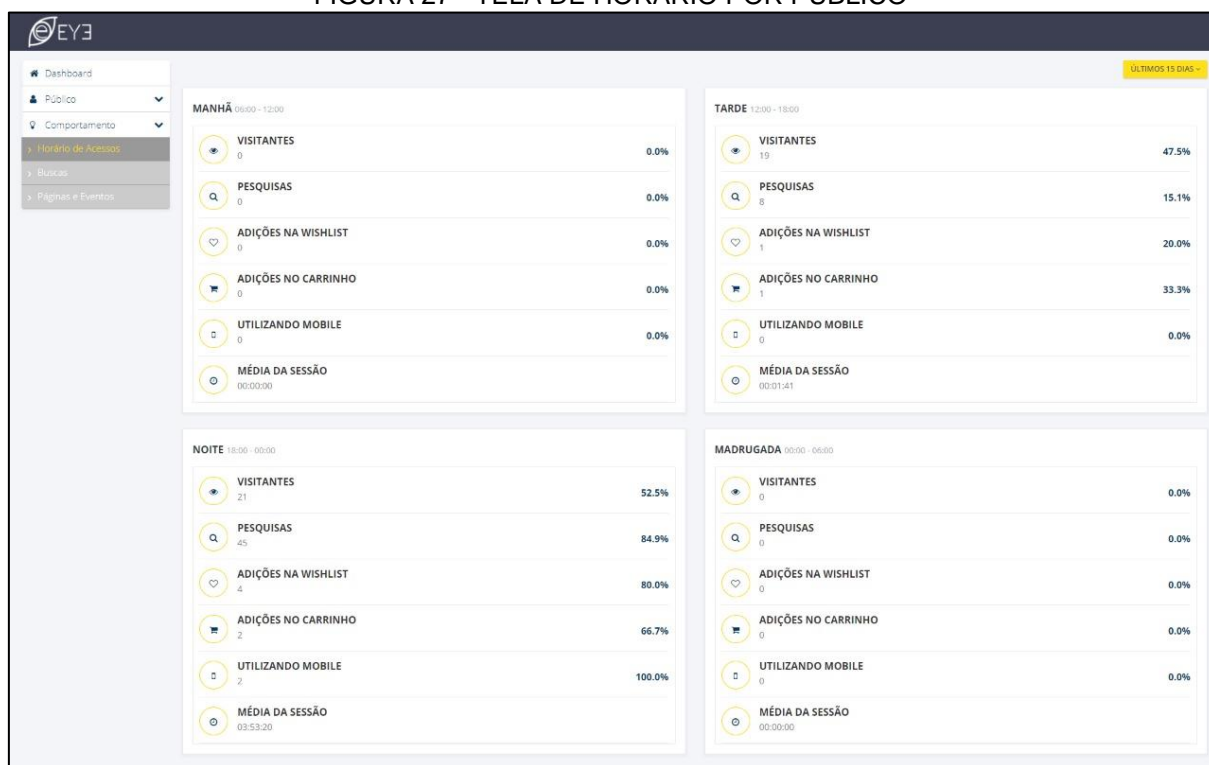 FIGURA 27 - TELA DE HORÁRIO POR PÚBLICO
EYE
ÚLTIMOS 15 DIAS
Dashboard
Público
Comportamento
Horário de Acessos
Buscas
Páginas e Eventos
MANHÃ 06:00 - 12:00
VISITANTES
0
0.0%
PESQUISAS
0
0.0%
ADIÇÕES NA WISHLIST
0
0.0%
ADIÇÕES NO CARRINHO
0
0.0%
UTILIZANDO MOBILE
0
0.0%
MÉDIA DA SESSÃO
00:00:00
TARDE 12:00 - 18:00
VISITANTES
19
47.5%
PESQUISAS
8
15.1%
ADIÇÕES NA WISHLIST
1
20.0%
ADIÇÕES NO CARRINHO
1
33.3%
UTILIZANDO MOBILE
0
0.0%
MÉDIA DA SESSÃO
00:01:41
NOITE 18:00 - 00:00
VISITANTES
21
52.5%
PESQUISAS
45
84.9%
ADIÇÕES NA WISHLIST
4
80.0%
ADIÇÕES NO CARRINHO
2
66.7%
UTILIZANDO MOBILE
2
100.0%
MÉDIA DA SESSÃO
03:53:20
MADRUGADA 00:00 - 06:00
VISITANTES
0
0.0%
PESQUISAS
0
0.0%
ADIÇÕES NA WISHLIST
0
0.0%
ADIÇÕES NO CARRINHO
0
0.0%
UTILIZANDO MOBILE
0
0.0%
MÉDIA DA SESSÃO
00:00:00